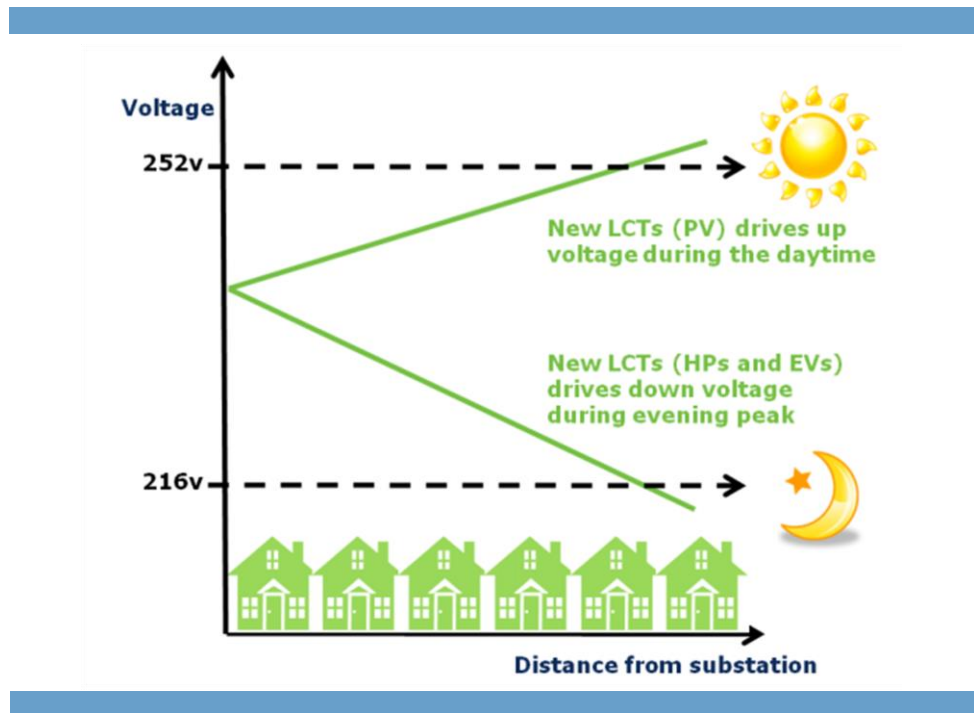 Voltage
252v
New LCTs (PV) drives up
voltage during the daytime
New LCTs (HPs and EVs)
drives down voltage
during evening peak
216v
Distance from substation